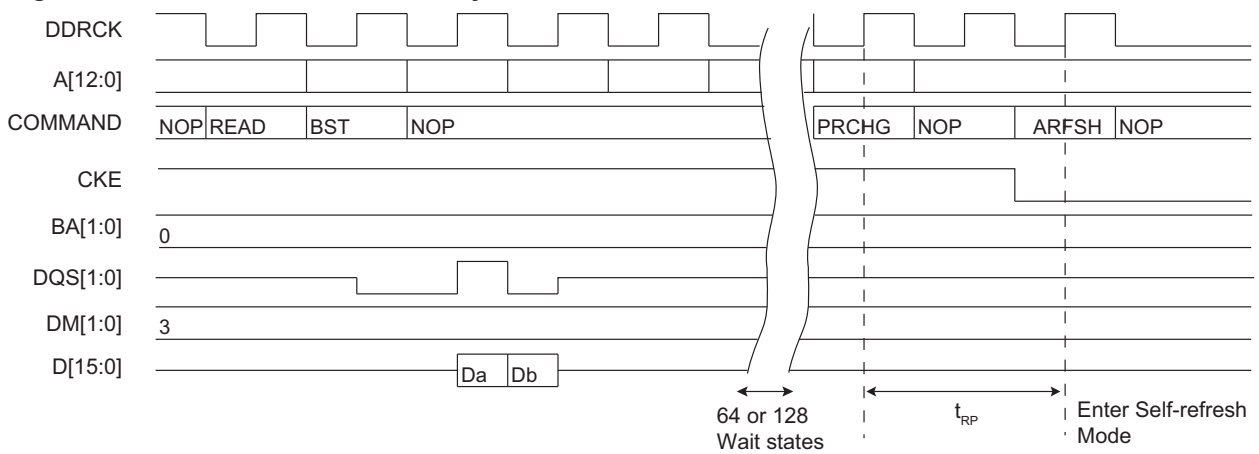 DDRCK
A[12:0]
COMMAND NOP READ BST NOP PRCHG NOP ARFSH NOP
CKE
BA[1:0] 0
DQS[1:0]
DM[1:0] 3
D[15:0] Da Db
64 or 128
Wait states
tRP
Enter Self-refresh
Mode